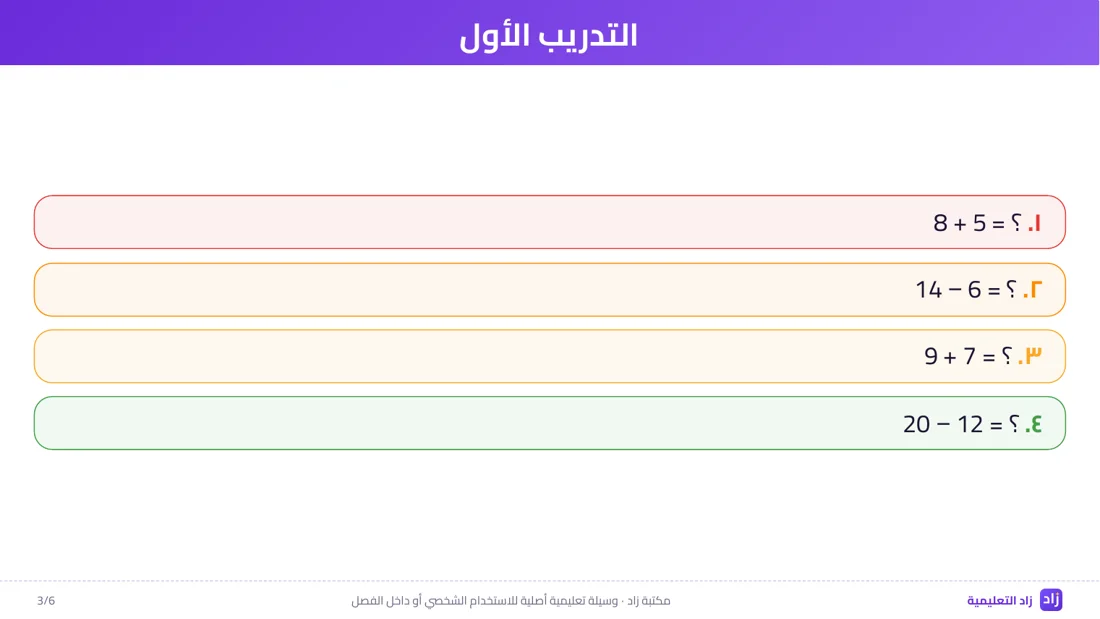 التدريب الأول
١. 8 + 5 = ؟
٢. 14 − 6 = ؟
٣. 9 + 7 = ؟
٤. 20 − 12 = ؟
زاد زاد التعليمية
مكتبة زاد · وسيلة تعليمية أصلية للاستخدام الشخصي أو داخل الفصل
3/6